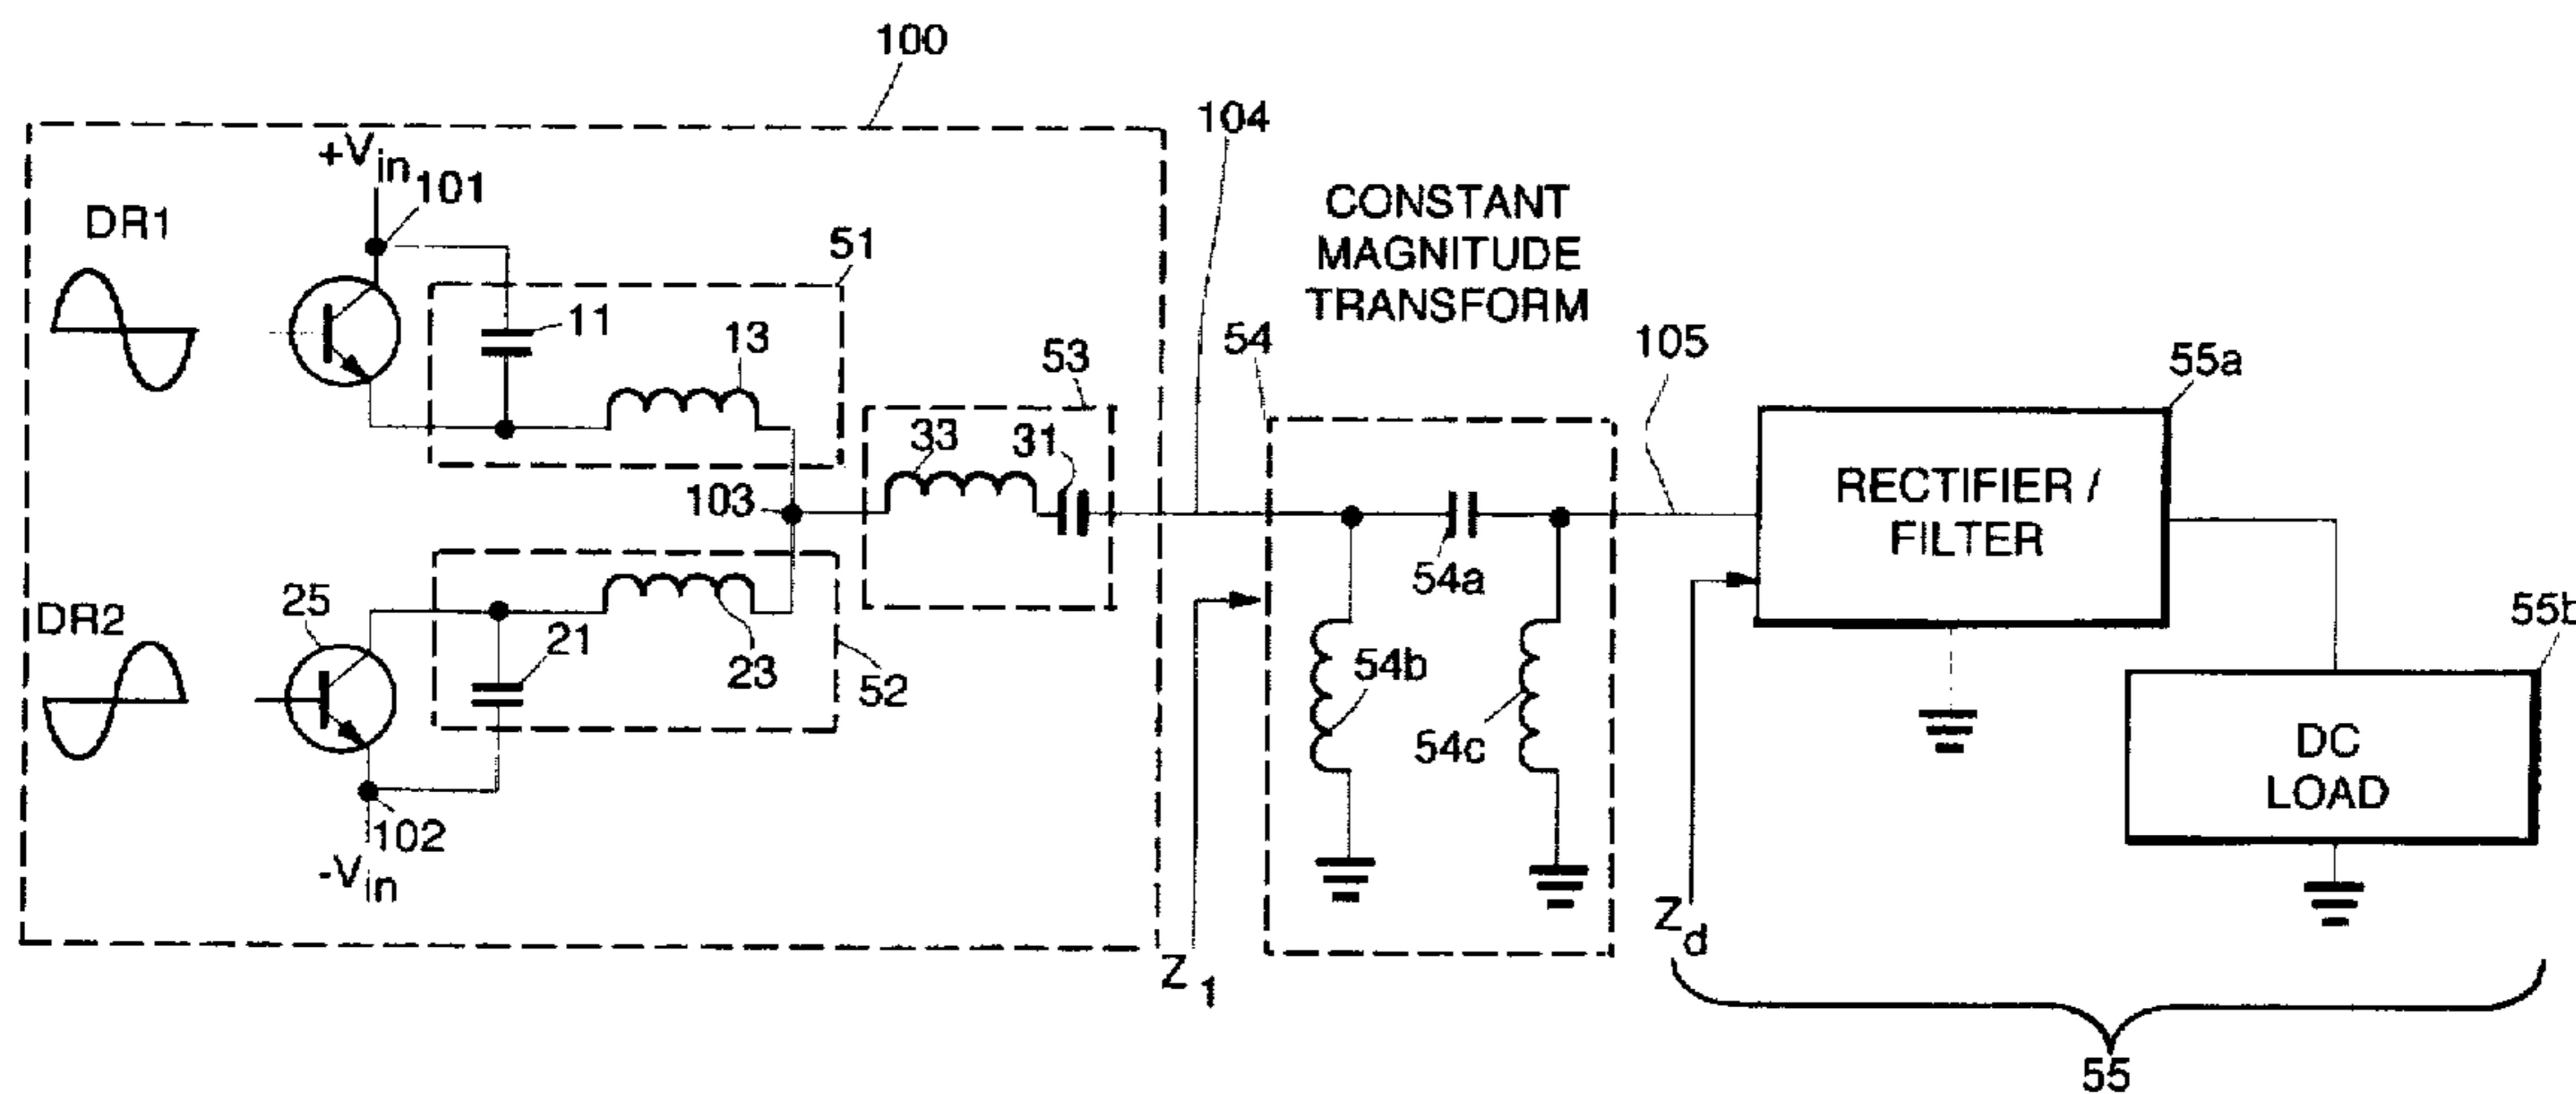 100
104
+Vin
101
DR1
51
CONSTANT
MAGNITUDE
TRANSFORM
11
13
53
54
105
55a
33
31
103
RECTIFIER /
FILTER
54a
25
DR2
21
23
52
54b
54c
55b
DC
LOAD
102
-Vin
Z1
Zd
55